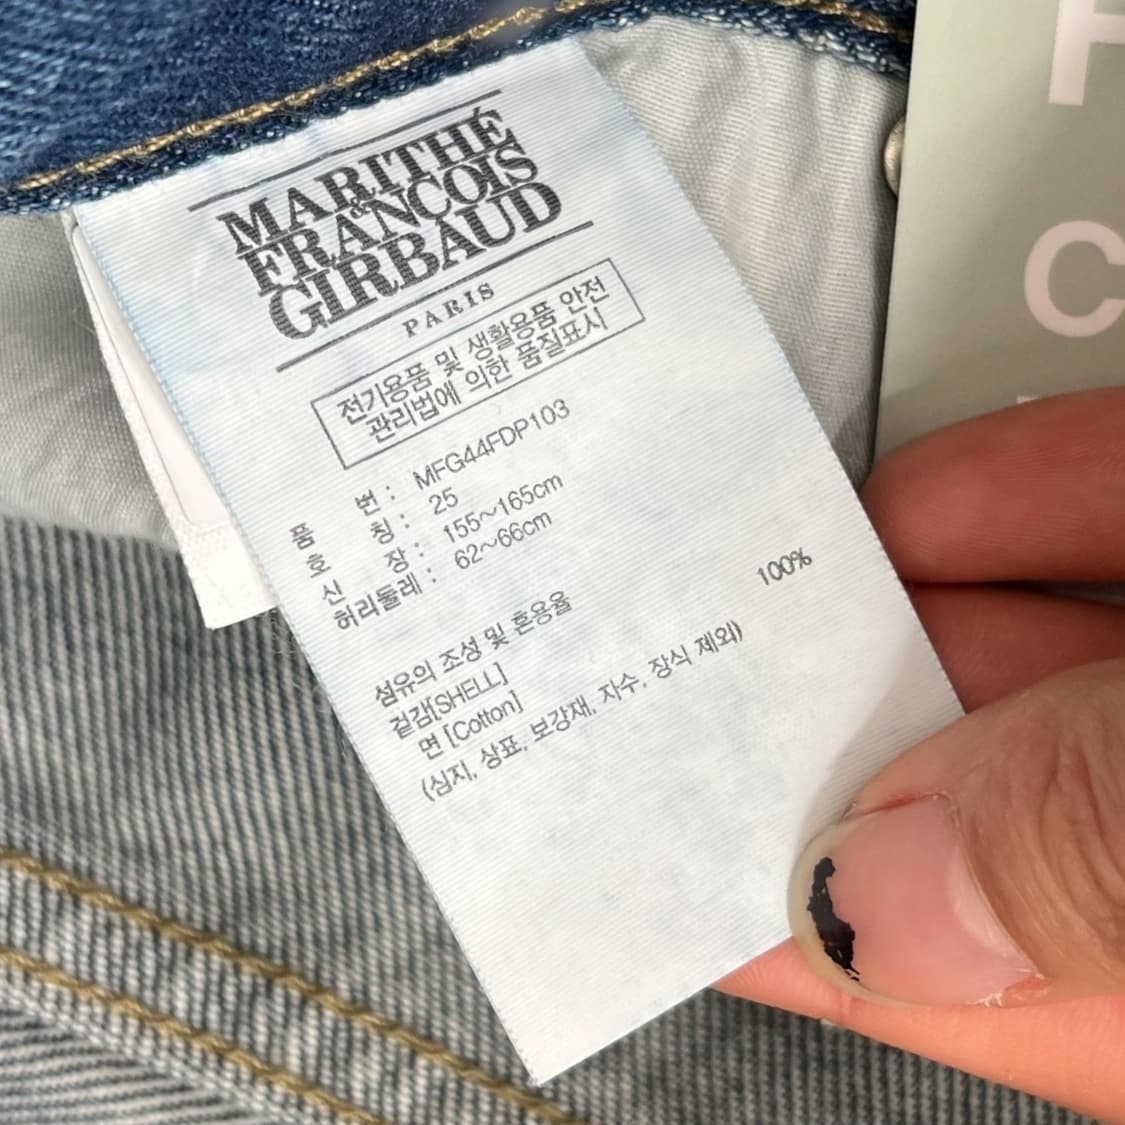 MARITHÉ
&
FRANÇOIS
GIRBAUD
PARIS
전기용품 및 생활용품 안전
관리법에 의한 품질표시
품 번 : MFG44FDP103
호 칭 : 25
신 장 : 155~165cm
허리둘레 : 62~66cm
섬유의 조성 및 혼용율
겉감[SHELL]
면 [Cotton] 100%
(심지, 상표, 보강재, 자수, 장식 제외)
C